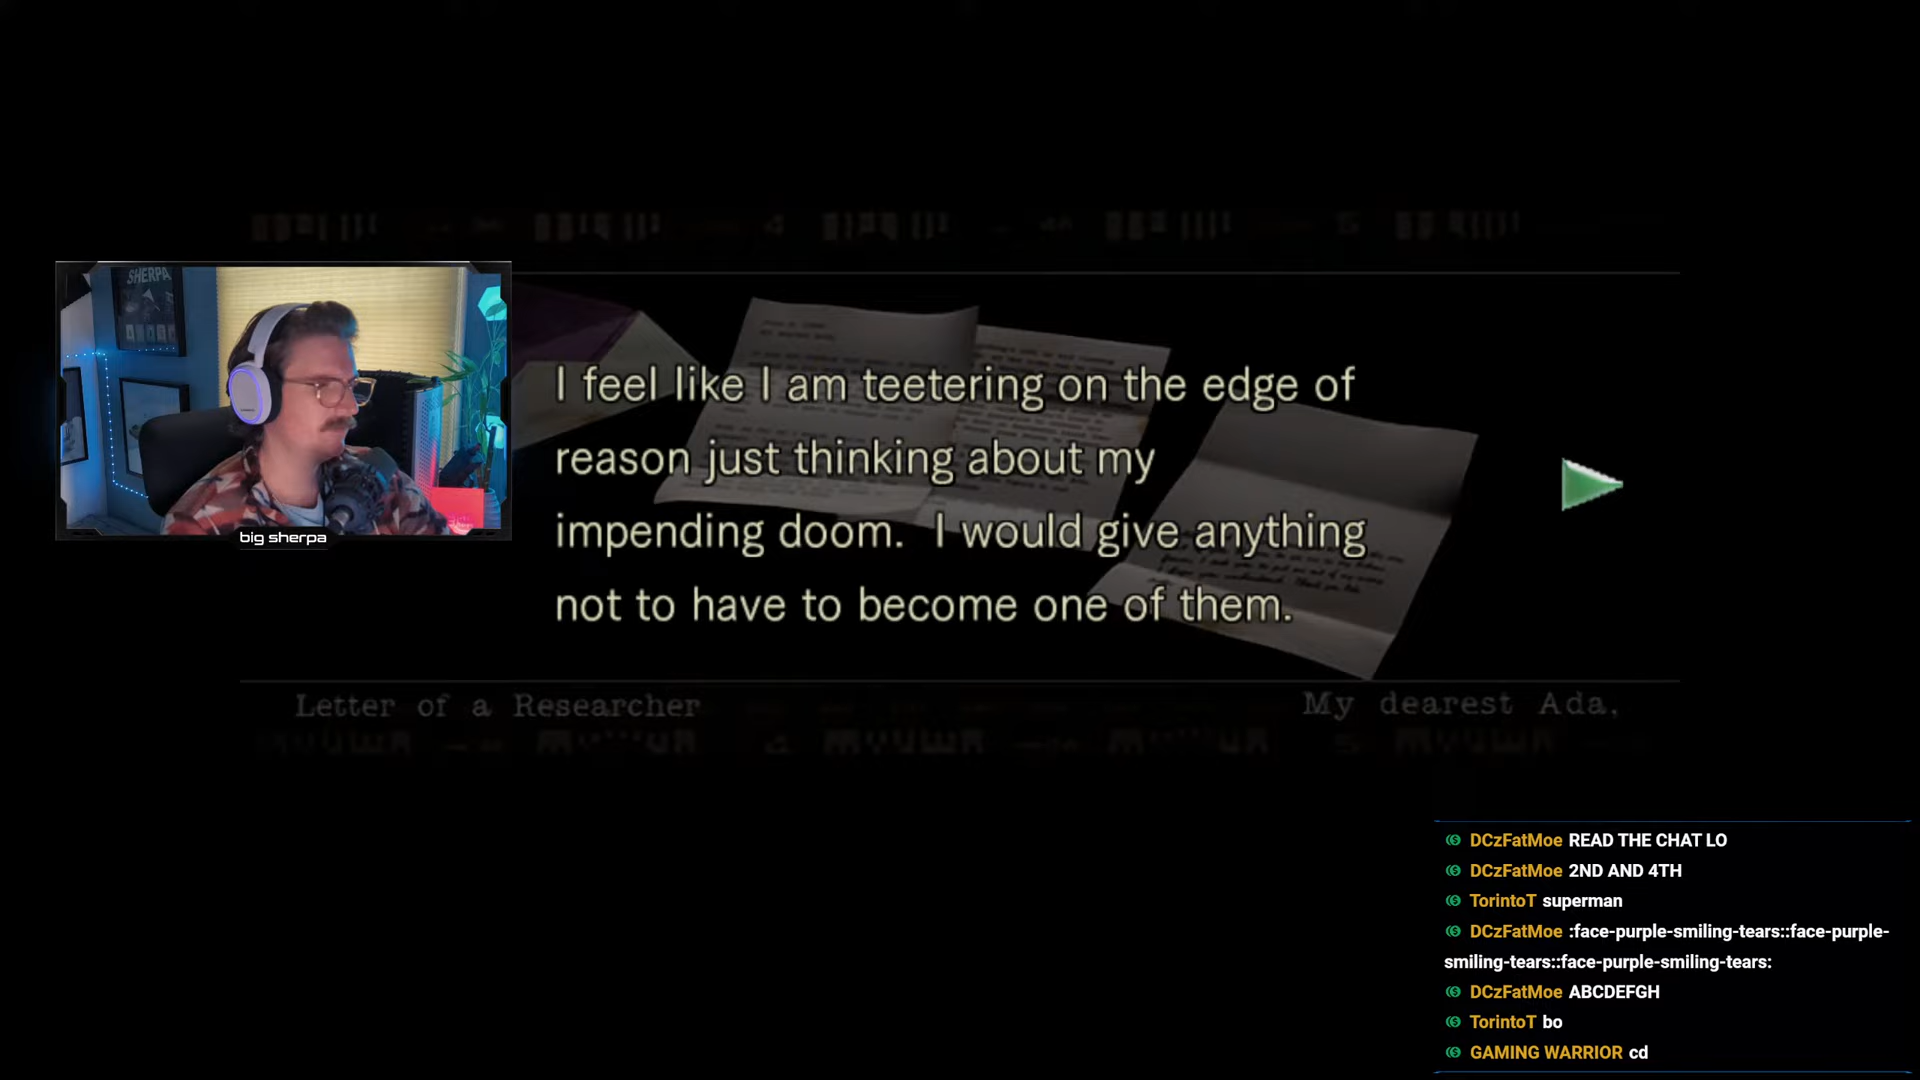 SHERPA
big sherpa
I feel like I am teetering on the edge of
reason just thinking about my
impending doom.  I would give anything
not to have to become one of them.
Letter of a Researcher
My dearest Ada,
DCzFatMoe READ THE CHAT LO
DCzFatMoe 2ND AND 4TH
TorintoT superman
DCzFatMoe :face-purple-smiling-tears::face-purple-
smiling-tears::face-purple-smiling-tears:
DCzFatMoe ABCDEFGH
TorintoT bo
GAMING WARRIOR cd